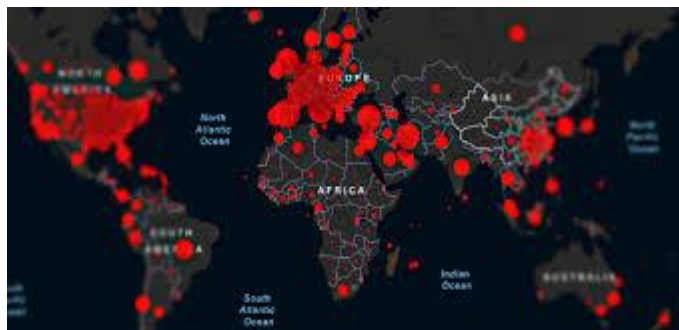 NORTH
AMERICA
EUROPE
ASIA
North
Atlantic
Ocean
North
Pacific
Ocean
AFRICA
SOUTH
AMERICA
Indian
Ocean
AUSTRALIA
South
Atlantic
Ocean